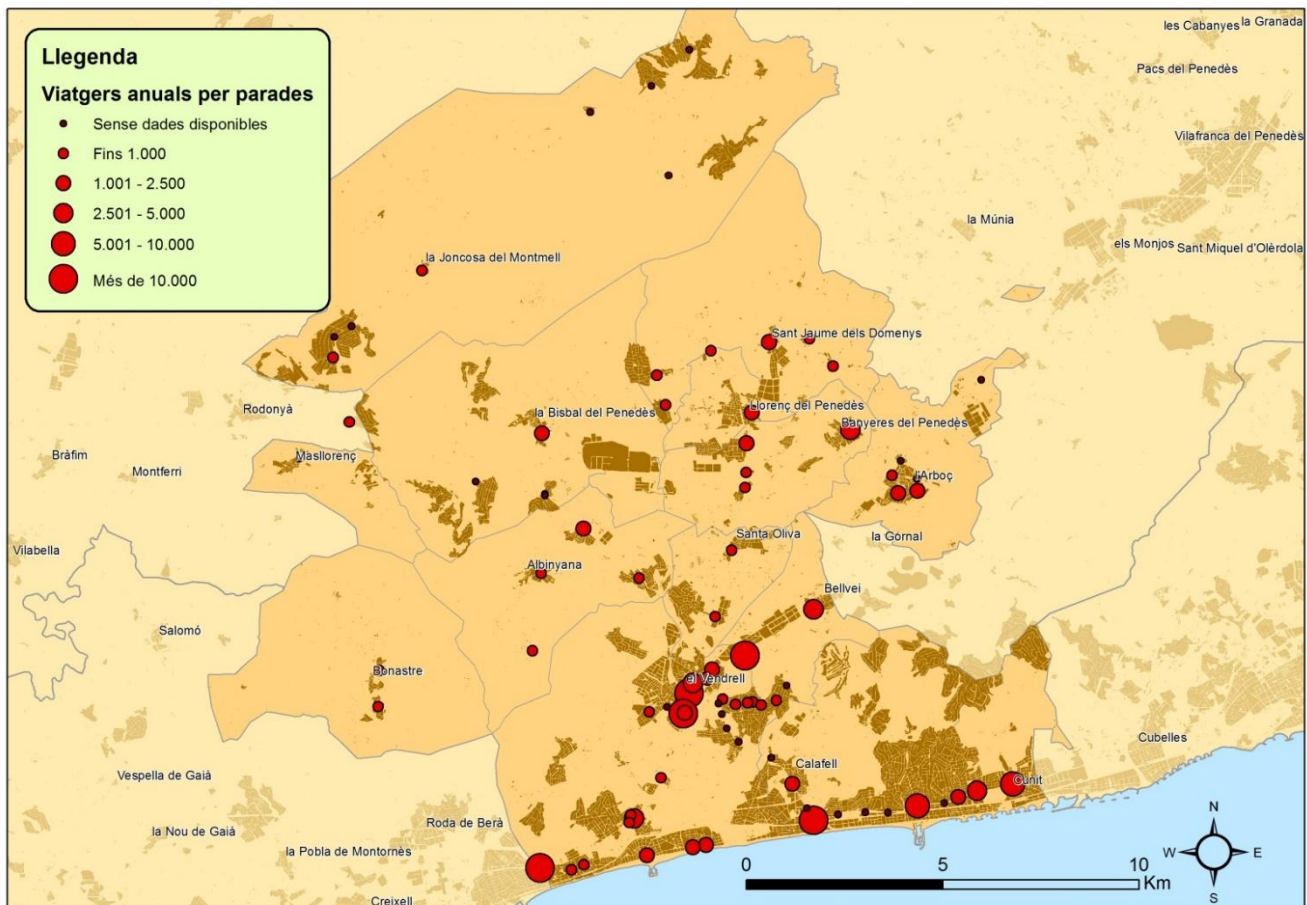 Llegenda
Viatgers anuals per parades
Sense dades disponibles
Fins 1.000
1.001 - 2.500
2.501 - 5.000
5.001 - 10.000
Més de 10.000
la Granada
les Cabanyes
Pacs del Penedès
Vilafranca del Penedès
la Múnia
els Monjos
Sant Miquel d'Olèrdola
la Joncosa del Montmell
Sant Jaume dels Domenys
Rodonyà
la Bisbal del Penedès
Llorenç del Penedès
Banyeres del Penedès
Bràfim
Montferri
Masllorenç
l'Arboç
Vilabella
Santa Oliva
la Gornal
Albinyana
Bellvei
Salomó
Bonastre
el Vendrell
Cubelles
Vespella de Gaià
Calafell
Cunit
la Nou de Gaià
Roda de Berà
la Pobla de Montornès
Creixell
N
W
E
S
0
5
10
Km